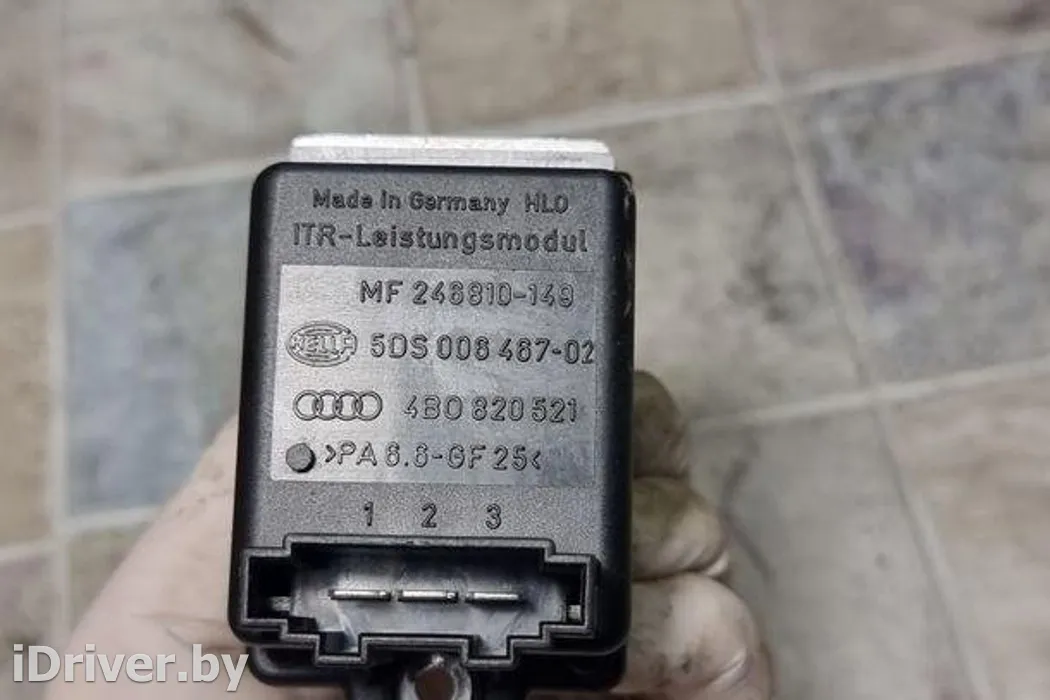 Made in Germany HLO
ITR-Leistungsmodul
MF 246810-149
HELLA 5DS 006 467-02
4B0 820 521
>PA 6.6-GF 25<
1 2 3
iDriver.by